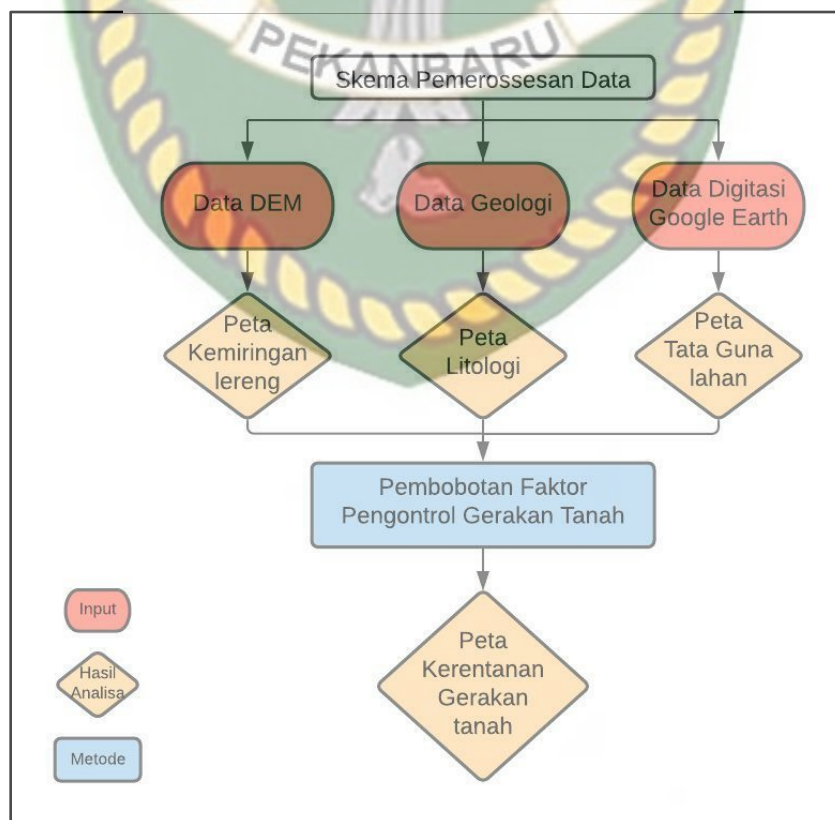 PEKANBARU
Skema Pemerossesan Data
Data DEM
Data Geologi
Data Digitasi
Google Earth
Peta
Kemiringan
lereng
Peta
Litologi
Peta
Tata Guna
lahan
Pembobotan Faktor
Pengontrol Gerakan Tanah
Peta
Kerentanan
Gerakan
tanah
Input
Hasil
Analisa
Metode